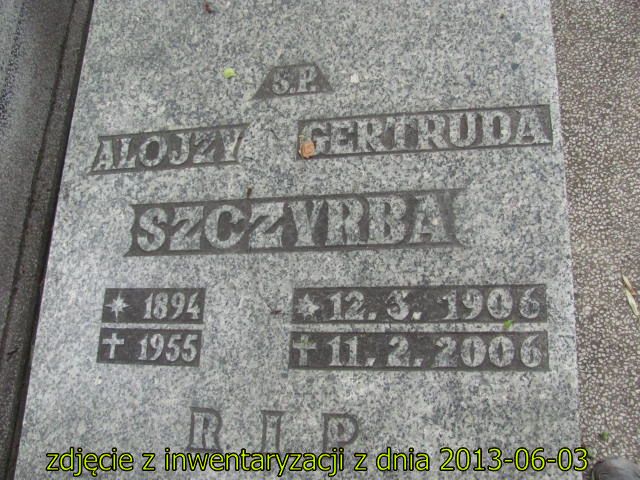 Ś.P.
ALOJZY GERTRUDA
SZCZYRBA
* 1894 * 12. 3. 1906
† 1955 † 11. 2. 2006
R I P
zdjęcie z inwentaryzacji z dnia 2013-06-03